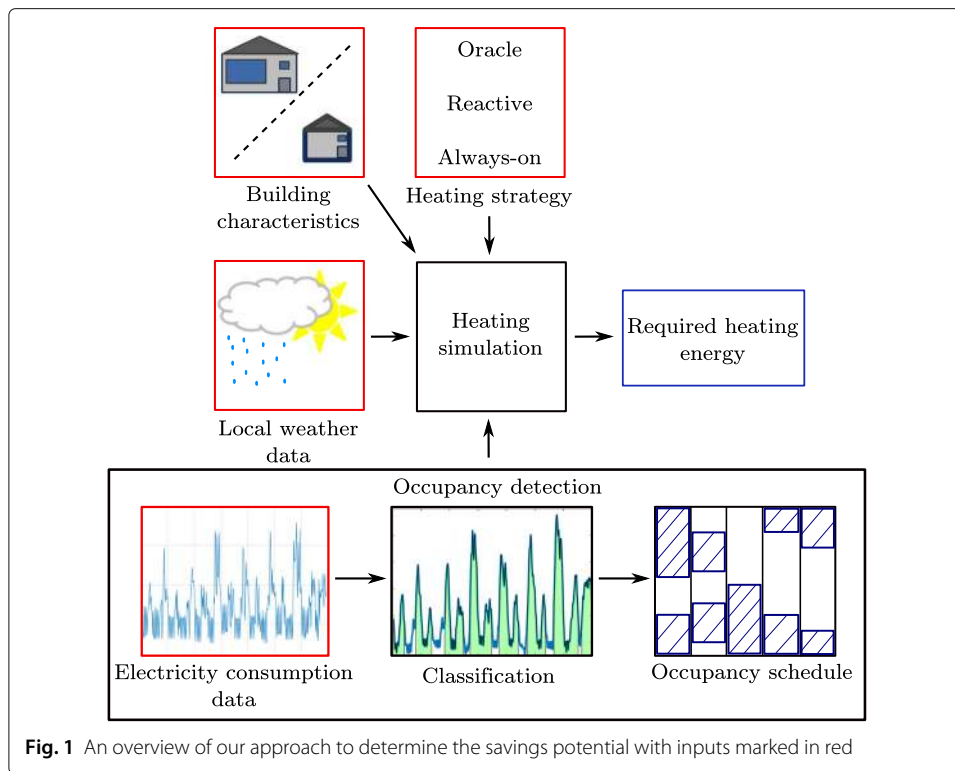 Oracle
Reactive
Always-on
Building
characteristics
Heating strategy
Heating
simulation
Required heating
energy
Local weather
data
Occupancy detection
Electricity consumption
data
Classification
Occupancy schedule
Fig. 1 An overview of our approach to determine the savings potential with inputs marked in red